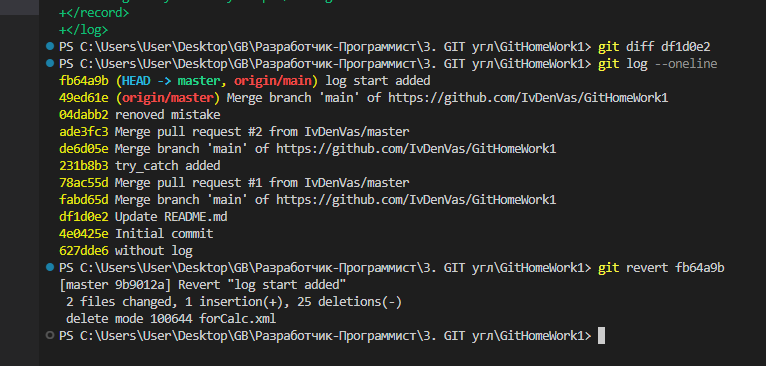 +</record>
+</log>
PS C:\Users\User\Desktop\GB\Разработчик-Программист\3. GIT угл\GitHomeWork1> git diff df1d0e2
PS C:\Users\User\Desktop\GB\Разработчик-Программист\3. GIT угл\GitHomeWork1> git log --oneline
fb64a9b (HEAD -> master, origin/main) log start added
49ed61e (origin/master) Merge branch 'main' of https://github.com/IvDenVas/GitHomeWork1
04dabb2 removed mistake
ade3fc3 Merge pull request #2 from IvDenVas/master
de6d05e Merge branch 'main' of https://github.com/IvDenVas/GitHomeWork1
231b8b3 try_catch added
78ac55d Merge pull request #1 from IvDenVas/master
fabd65d Merge branch 'main' of https://github.com/IvDenVas/GitHomeWork1
df1d0e2 Update README.md
4e0425e Initial commit
627dde6 without log
PS C:\Users\User\Desktop\GB\Разработчик-Программист\3. GIT угл\GitHomeWork1> git revert fb64a9b
[master 9b9012a] Revert "log start added"
2 files changed, 1 insertion(+), 25 deletions(-)
delete mode 100644 forCalc.xml
PS C:\Users\User\Desktop\GB\Разработчик-Программист\3. GIT угл\GitHomeWork1>